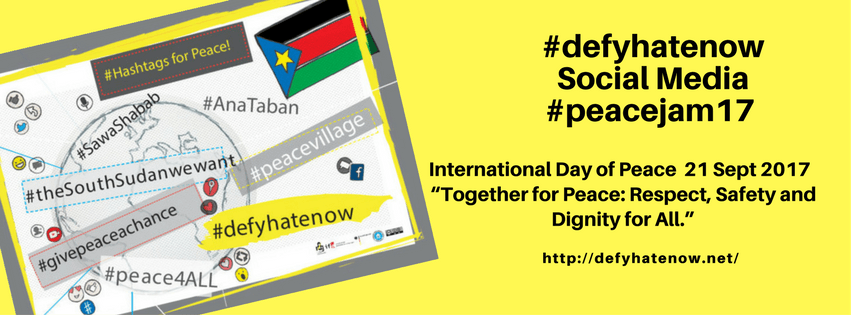 #Hashtags for Peace!
#SawaShabab
#AnaTaban
#peacevillage
#theSouthSudanwewant
#defyhatenow
#givepeaceachance
#peace4ALL
#defyhatenow
Social Media
#peacejam17
International Day of Peace 21 Sept 2017
“Together for Peace: Respect, Safety and
Dignity for All.”
http://defyhatenow.net/